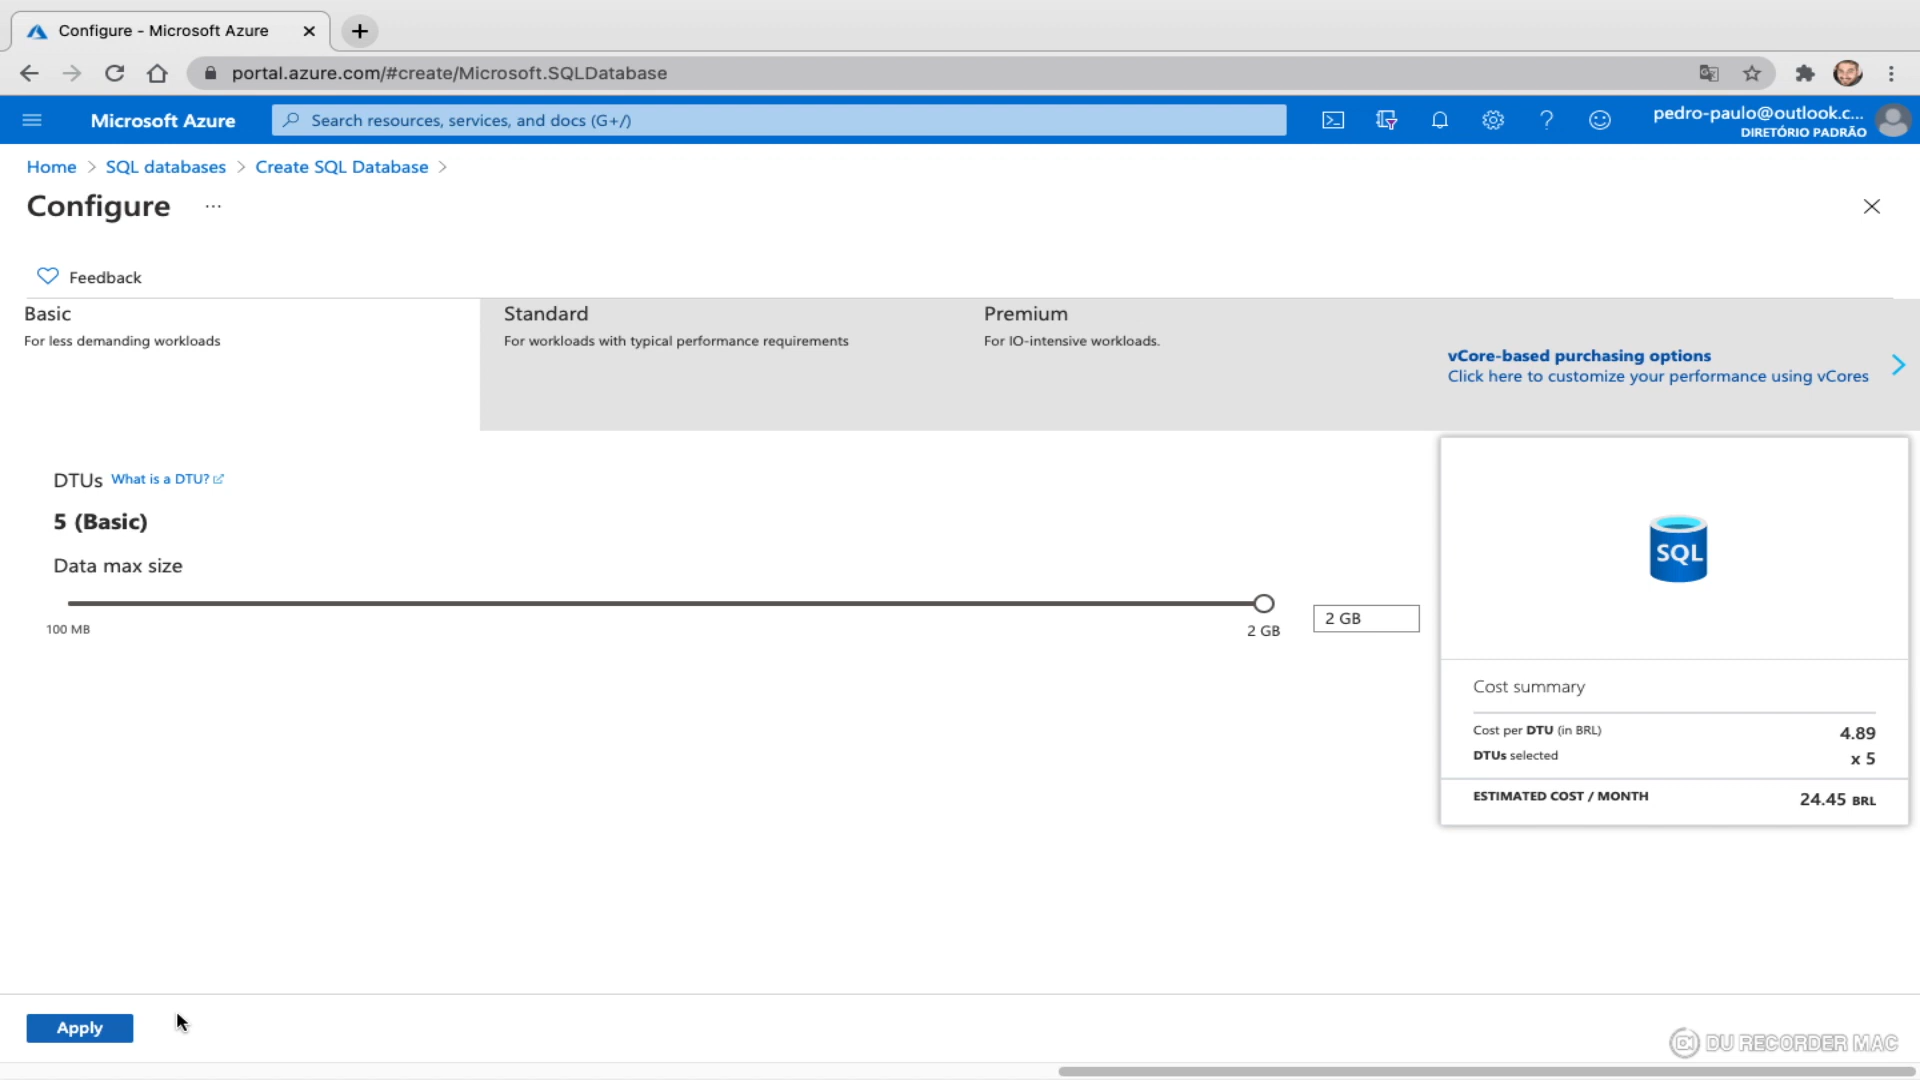 Configure - Microsoft Azure
portal.azure.com/#create/Microsoft.SQLDatabase
Microsoft Azure
Search resources, services, and docs (G+/)
pedro-paulo@outlook.c...
DIRETÓRIO PADRÃO
Home > SQL databases > Create SQL Database >
Configure ...
Feedback
Basic
For less demanding workloads
Standard
For workloads with typical performance requirements
Premium
For IO-intensive workloads.
vCore-based purchasing options
Click here to customize your performance using vCores
DTUs What is a DTU?
5 (Basic)
Data max size
100 MB
2 GB
2 GB
SQL
Cost summary
Cost per DTU (in BRL) 4.89
DTUs selected x 5
ESTIMATED COST / MONTH 24.45 BRL
Apply
DU RECORDER MAC